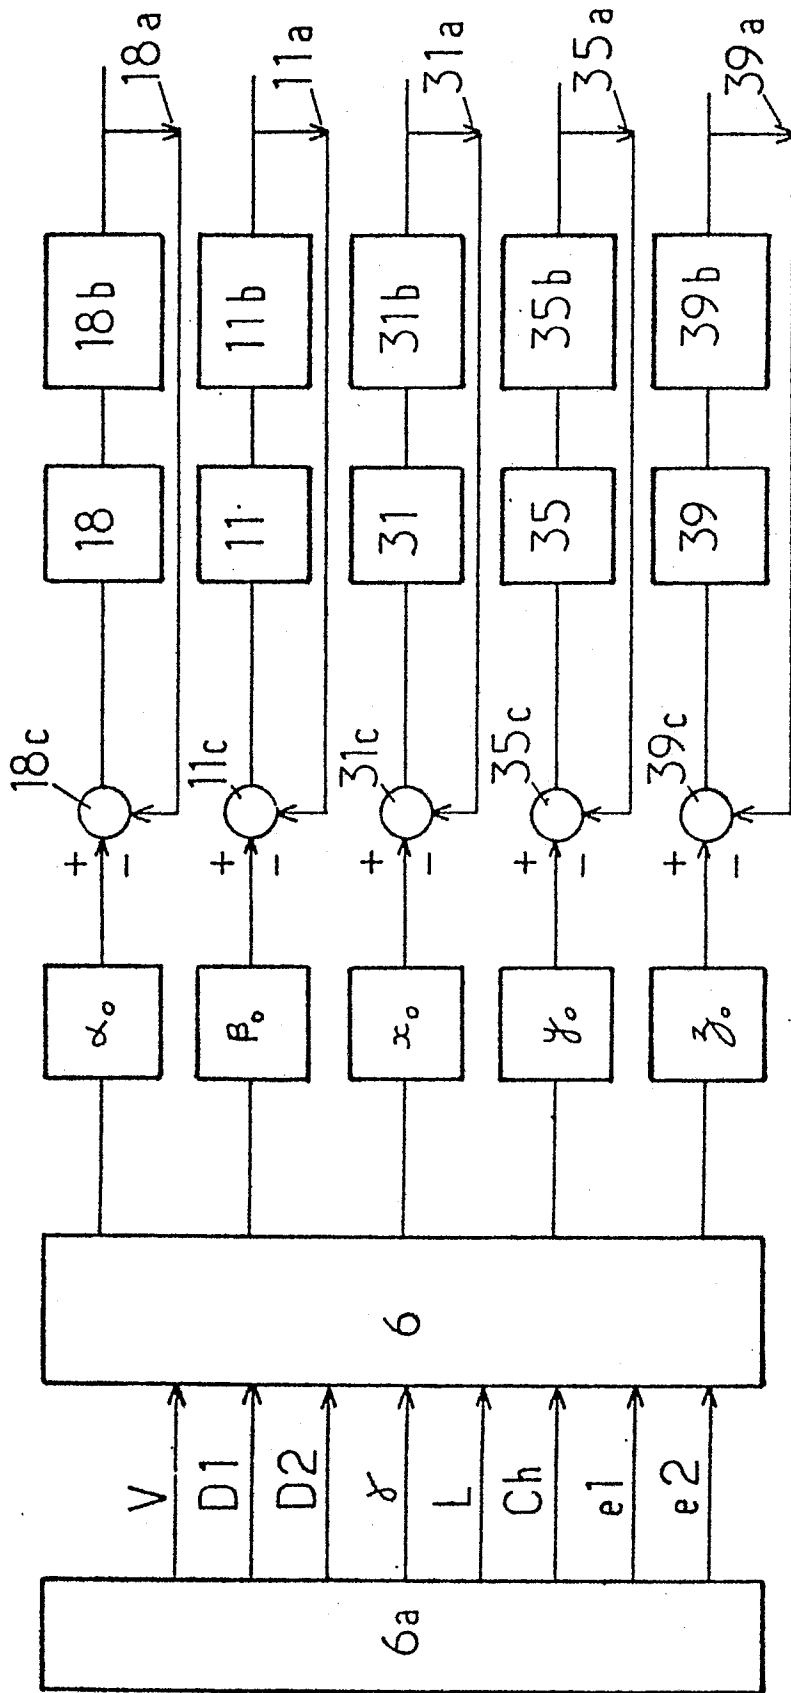 18c
18a
+
−
α₀
18
18b
V
11c
11a
+
−
D1
β₀
11
11b
D2
31c
31a
+
−
6a
γ
6
x₀
31
31b
L
35c
35a
+
−
Ch
y₀
35
35b
e1
39c
39a
+
−
e2
z₀
39
39b